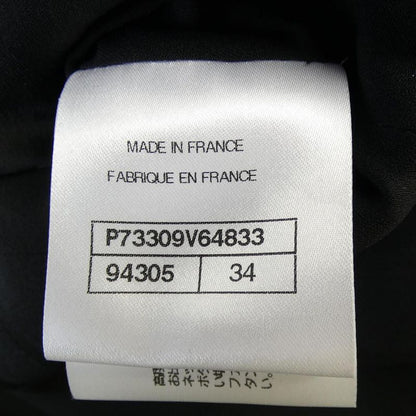 MADE IN FRANCE
FABRIQUE EN FRANCE
P73309V64833
94305 34